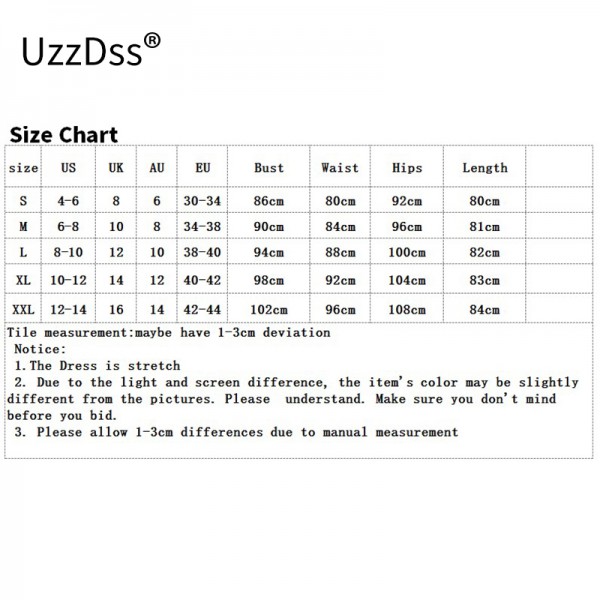 UzzDss®
Size Chart
size US UK AU EU Bust Waist Hips Length
S 4-6 8 6 30-34 86cm 80cm 92cm 80cm
M 6-8 10 8 34-38 90cm 84cm 96cm 81cm
L 8-10 12 10 38-40 94cm 88cm 100cm 82cm
XL 10-12 14 12 40-42 98cm 92cm 104cm 83cm
XXL 12-14 16 14 42-44 102cm 96cm 108cm 84cm
Tile measurement:maybe have 1-3cm deviation
Notice:
1.The Dress is stretch
2. Due to the light and screen difference, the item's color may be slightly
different from the pictures. Please understand. Make sure you don't mind
before you bid.
3. Please allow 1-3cm differences due to manual measurement